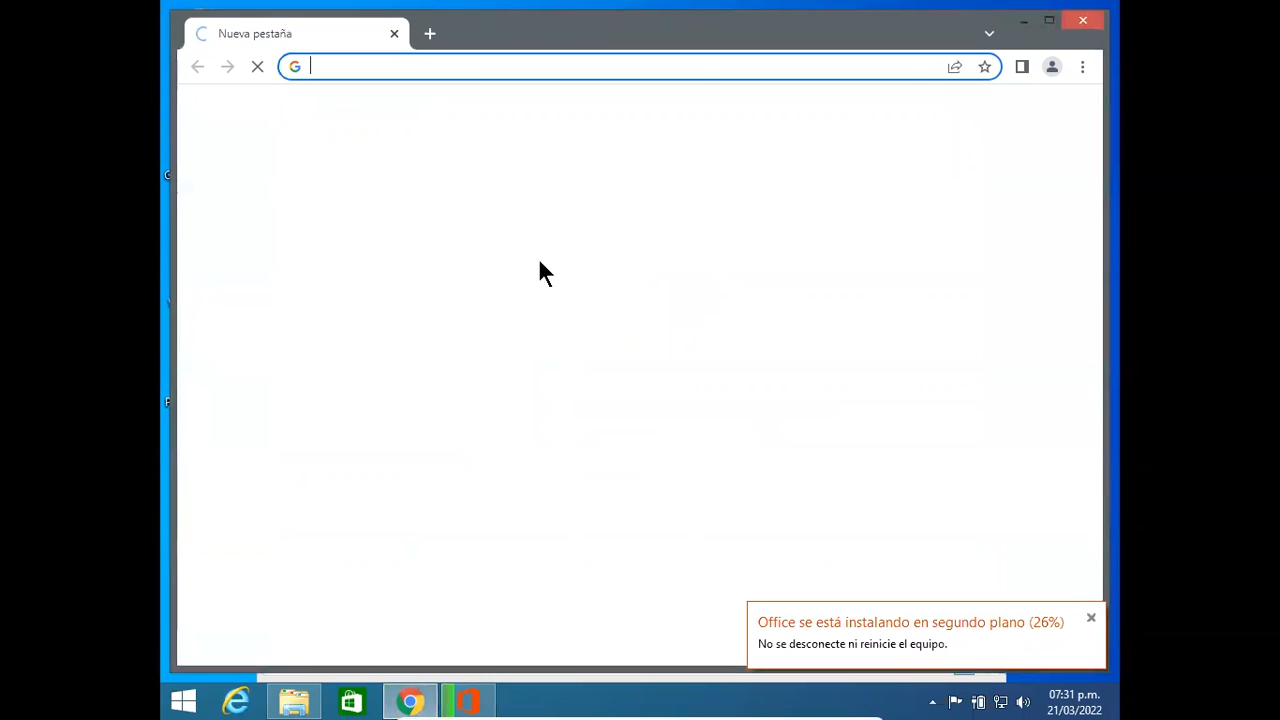 Nueva pestaña
Office se está instalando en segundo plano (26%)
No se desconecte ni reinicie el equipo.
07:31 p.m.
21/03/2022